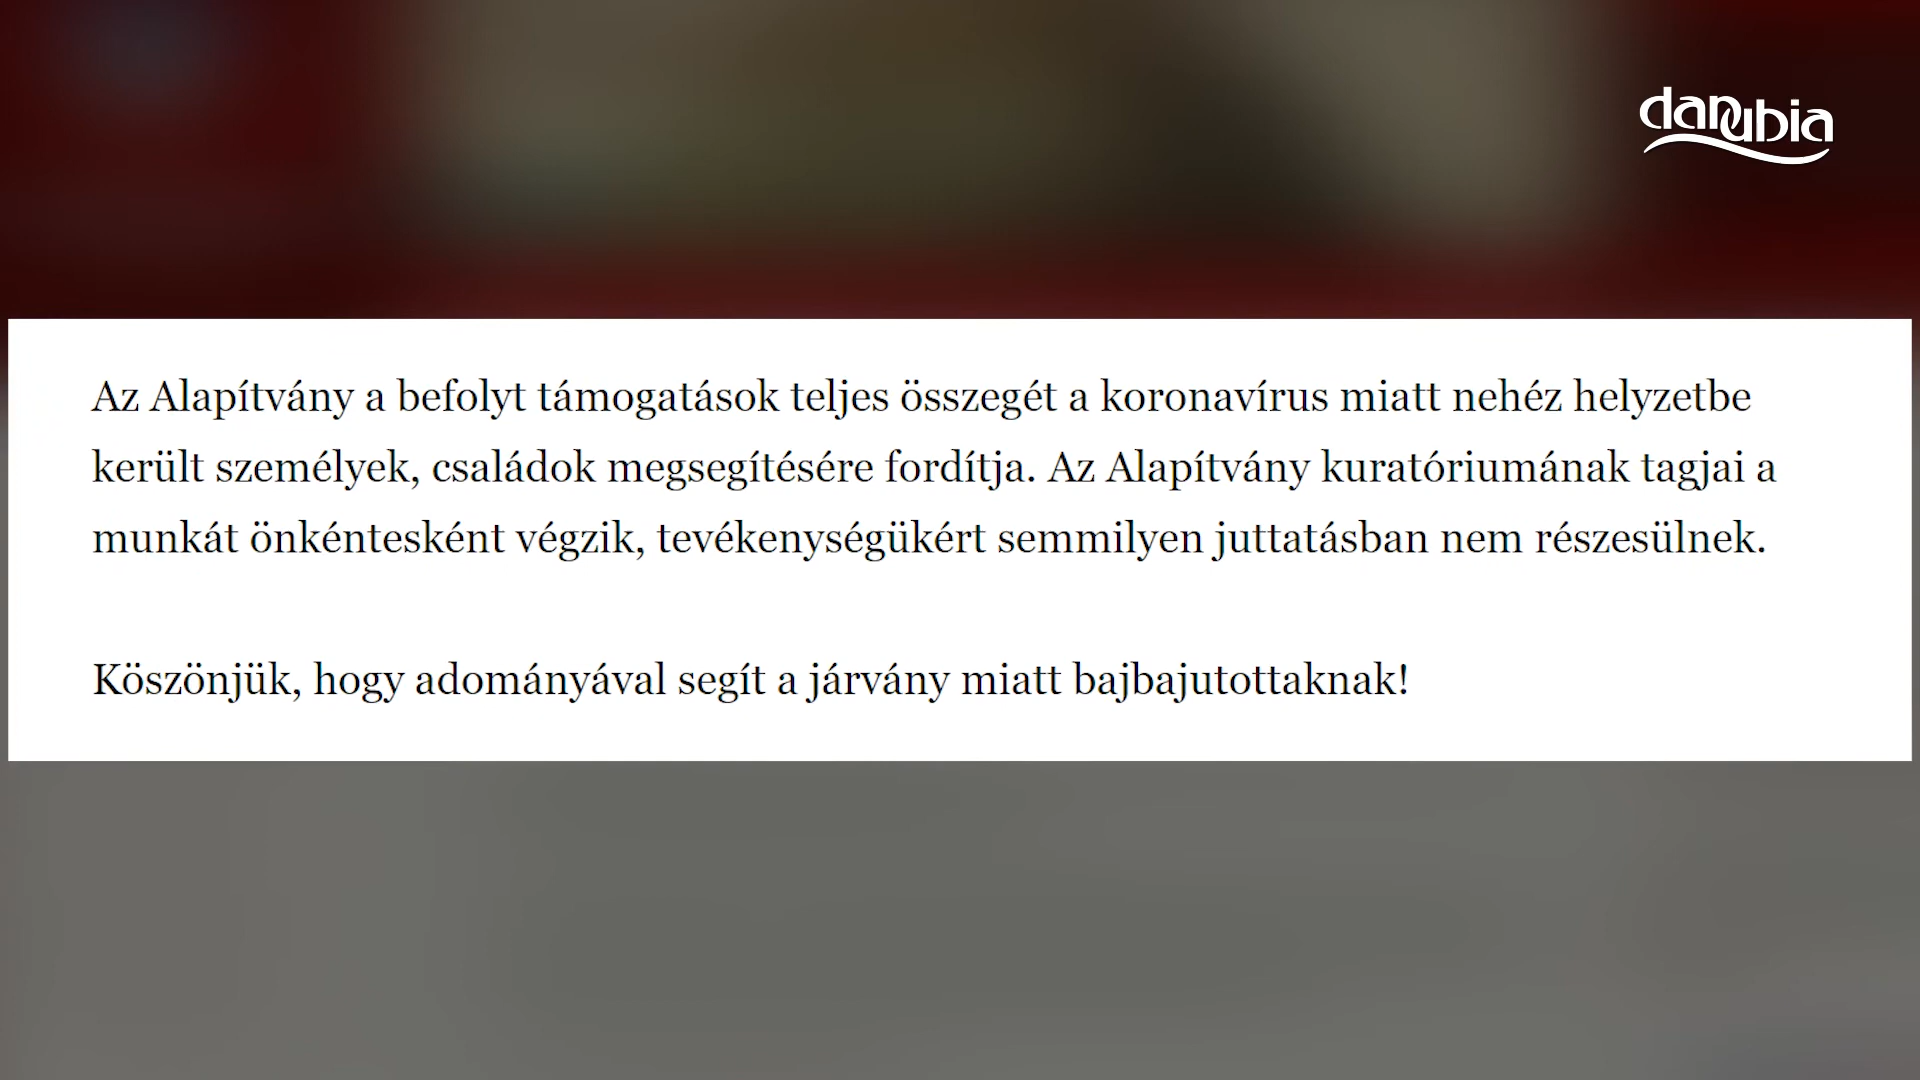 danubia
Az Alapítvány a befolyt támogatások teljes összegét a koronavírus miatt nehéz helyzetbe
került személyek, családok megsegítésére fordítja. Az Alapítvány kuratóriumának tagjai a
munkát önkéntesként végzik, tevékenységükért semmilyen juttatásban nem részesülnek.
Köszönjük, hogy adományával segít a járvány miatt bajbajutottaknak!